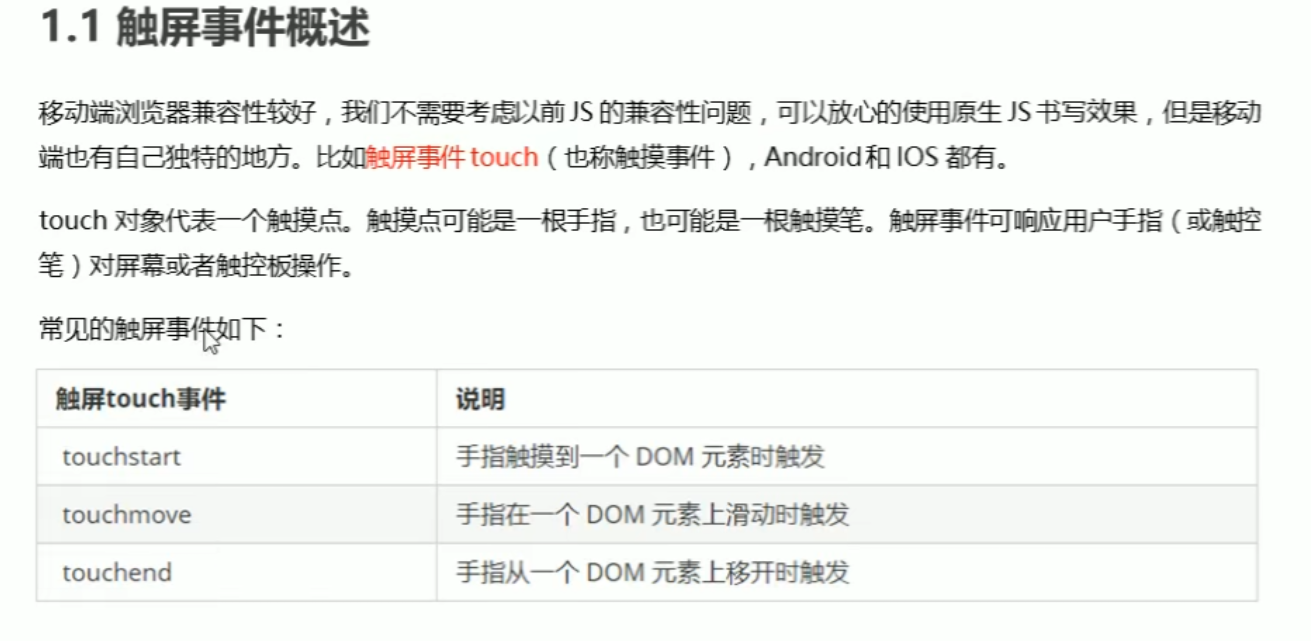 1.1 触屏事件概述
移动端浏览器兼容性较好，我们不需要考虑以前 JS 的兼容性问题，可以放心的使用原生 JS 书写效果，但是移动
端也有自己独特的地方。比如触屏事件 touch（也称触摸事件），Android 和 IOS 都有。
touch 对象代表一个触摸点。触摸点可能是一根手指，也可能是一根触摸笔。触屏事件可响应用户手指（或触控
笔）对屏幕或者触控板操作。
常见的触屏事件如下：
触屏touch事件 说明
touchstart 手指触摸到一个 DOM 元素时触发
touchmove 手指在一个 DOM 元素上滑动时触发
touchend 手指从一个 DOM 元素上移开时触发